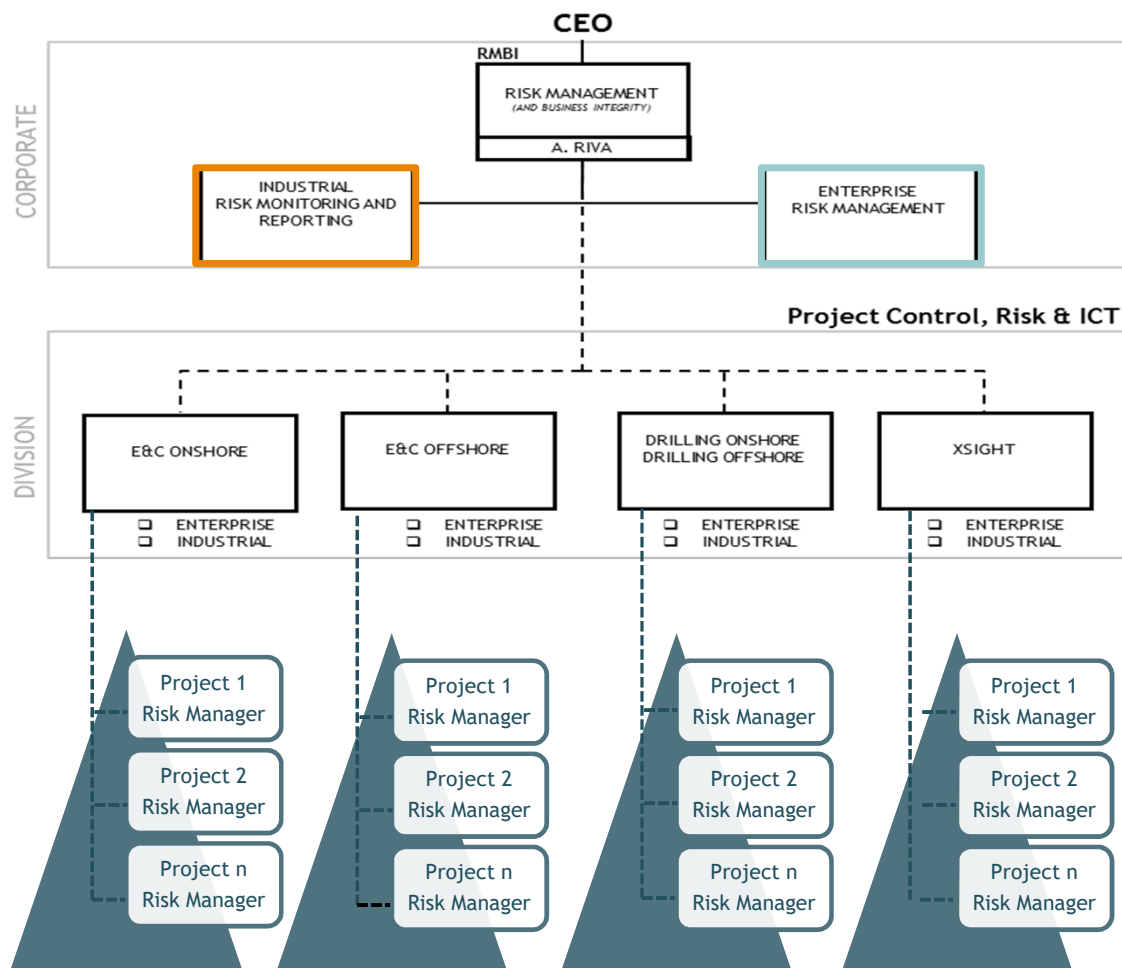 CEO
CORPORATE
RMBI
RISK MANAGEMENT
(AND BUSINESS INTEGRITY)
A. RIVA
INDUSTRIAL
RISK MONITORING AND
REPORTING
ENTERPRISE
RISK MANAGEMENT
Project Control, Risk & ICT
DIVISION
E&C ONSHORE
ENTERPRISE
INDUSTRIAL
E&C OFFSHORE
ENTERPRISE
INDUSTRIAL
DRILLING ONSHORE
DRILLING OFFSHORE
ENTERPRISE
INDUSTRIAL
XSIGHT
ENTERPRISE
INDUSTRIAL
Project 1
Risk Manager
Project 2
Risk Manager
Project n
Risk Manager
Project 1
Risk Manager
Project 2
Risk Manager
Project n
Risk Manager
Project 1
Risk Manager
Project 2
Risk Manager
Project n
Risk Manager
Project 1
Risk Manager
Project 2
Risk Manager
Project n
Risk Manager